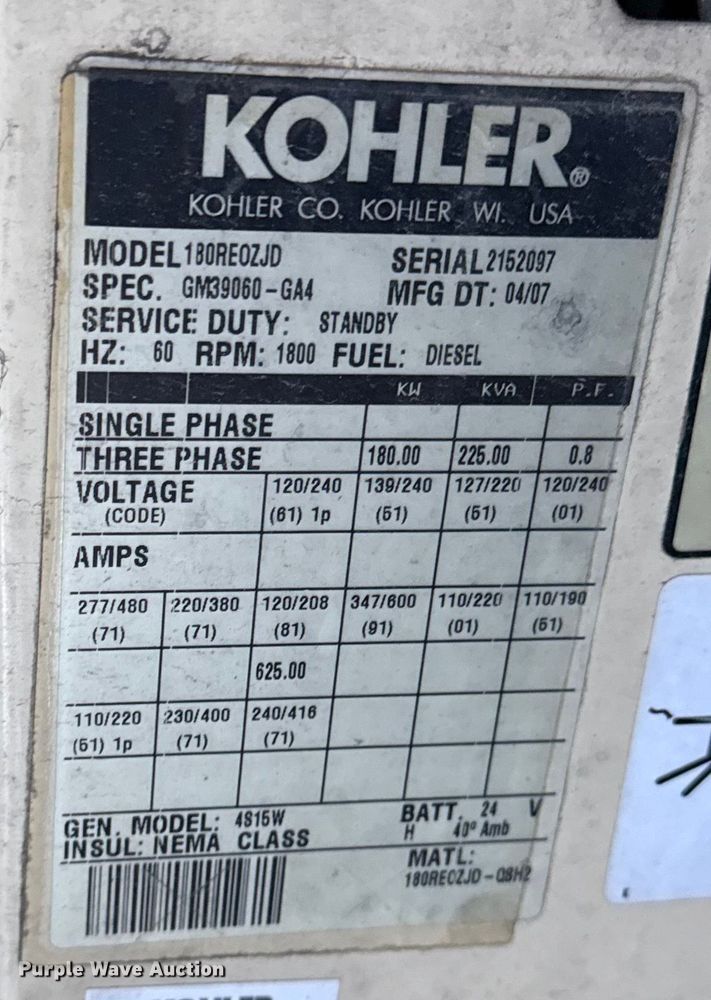 KOHLER®
KOHLER CO. KOHLER WI. USA
MODEL 180REOZJD SERIAL 2152097
SPEC. GM39060-GA4 MFG DT: 04/07
SERVICE DUTY: STANDBY
HZ: 60 RPM: 1800 FUEL: DIESEL
KW KVA P.F.
SINGLE PHASE
THREE PHASE 180.00 225.00 0.8
VOLTAGE 120/240 139/240 127/220 120/240
(CODE) (61) 1p (51) (61) (01)
AMPS
277/480 220/380 120/208 347/600 110/220 110/190
(71) (71) (81) (91) (01) (61)
625.00
110/220 230/400 240/416
(61) 1p (71) (71)
GEN. MODEL: 4S15W BATT. 24 V
INSUL: NEMA CLASS H 40° Amb
MATL:
180REOZJD-QSH2
Purple Wave Auction